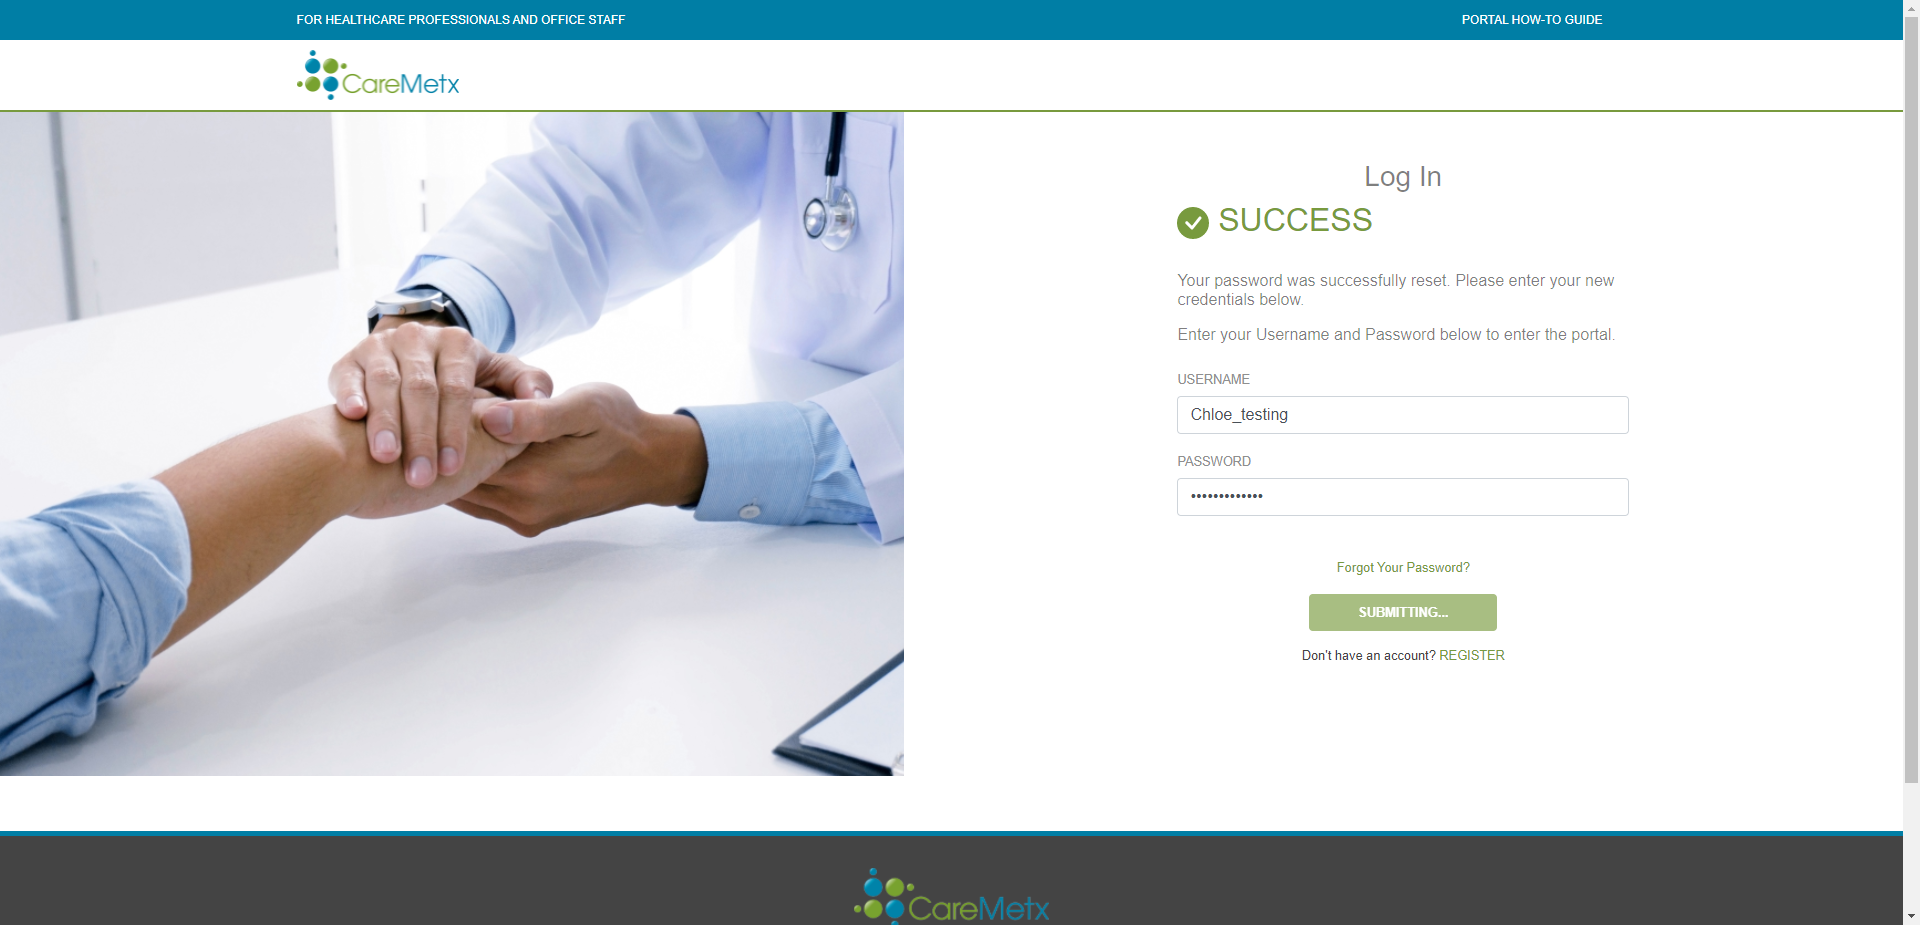 FOR HEALTHCARE PROFESSIONALS AND OFFICE STAFF
PORTAL HOW-TO GUIDE
CareMetx
Log In
SUCCESS
Your password was successfully reset. Please enter your new
credentials below.
Enter your Username and Password below to enter the portal.
USERNAME
Chloe_testing
PASSWORD
•••••••••••••
Forgot Your Password?
SUBMITTING...
Don't have an account? REGISTER
CareMetx